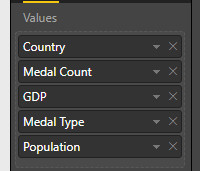 Values
Country
Medal Count
GDP
Medal Type
Population